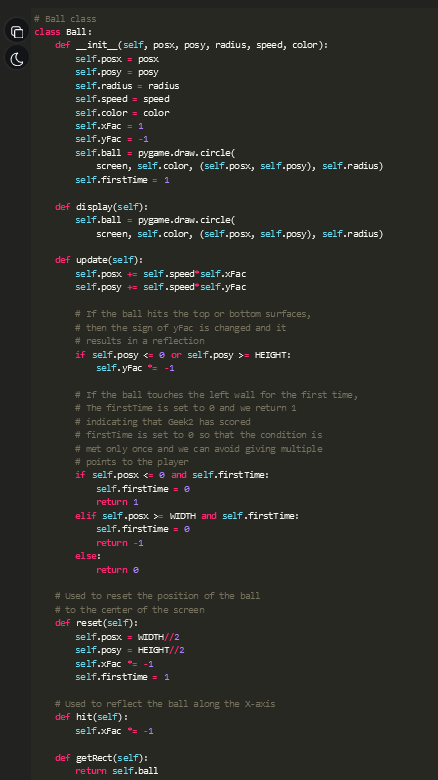 # Ball class
class Ball:
    def __init__(self, posx, posy, radius, speed, color):
        self.posx = posx
        self.posy = posy
        self.radius = radius
        self.speed = speed
        self.color = color
        self.xFac = 1
        self.yFac = -1
        self.ball = pygame.draw.circle(
            screen, self.color, (self.posx, self.posy), self.radius)
        self.firstTime = 1

    def display(self):
        self.ball = pygame.draw.circle(
            screen, self.color, (self.posx, self.posy), self.radius)

    def update(self):
        self.posx += self.speed*self.xFac
        self.posy += self.speed*self.yFac

        # If the ball hits the top or bottom surfaces,
        # then the sign of yFac is changed and it
        # results in a reflection
        if self.posy <= 0 or self.posy >= HEIGHT:
            self.yFac *= -1

        # If the ball touches the left wall for the first time,
        # The firstTime is set to 0 and we return 1
        # indicating that Geek2 has scored
        # firstTime is set to 0 so that the condition is
        # met only once and we can avoid giving multiple
        # points to the player
        if self.posx <= 0 and self.firstTime:
            self.firstTime = 0
            return 1
        elif self.posx >= WIDTH and self.firstTime:
            self.firstTime = 0
            return -1
        else:
            return 0

    # Used to reset the position of the ball
    # to the center of the screen
    def reset(self):
        self.posx = WIDTH//2
        self.posy = HEIGHT//2
        self.xFac *= -1
        self.firstTime = 1

    # Used to reflect the ball along the X-axis
    def hit(self):
        self.xFac *= -1

    def getRect(self):
        return self.ball